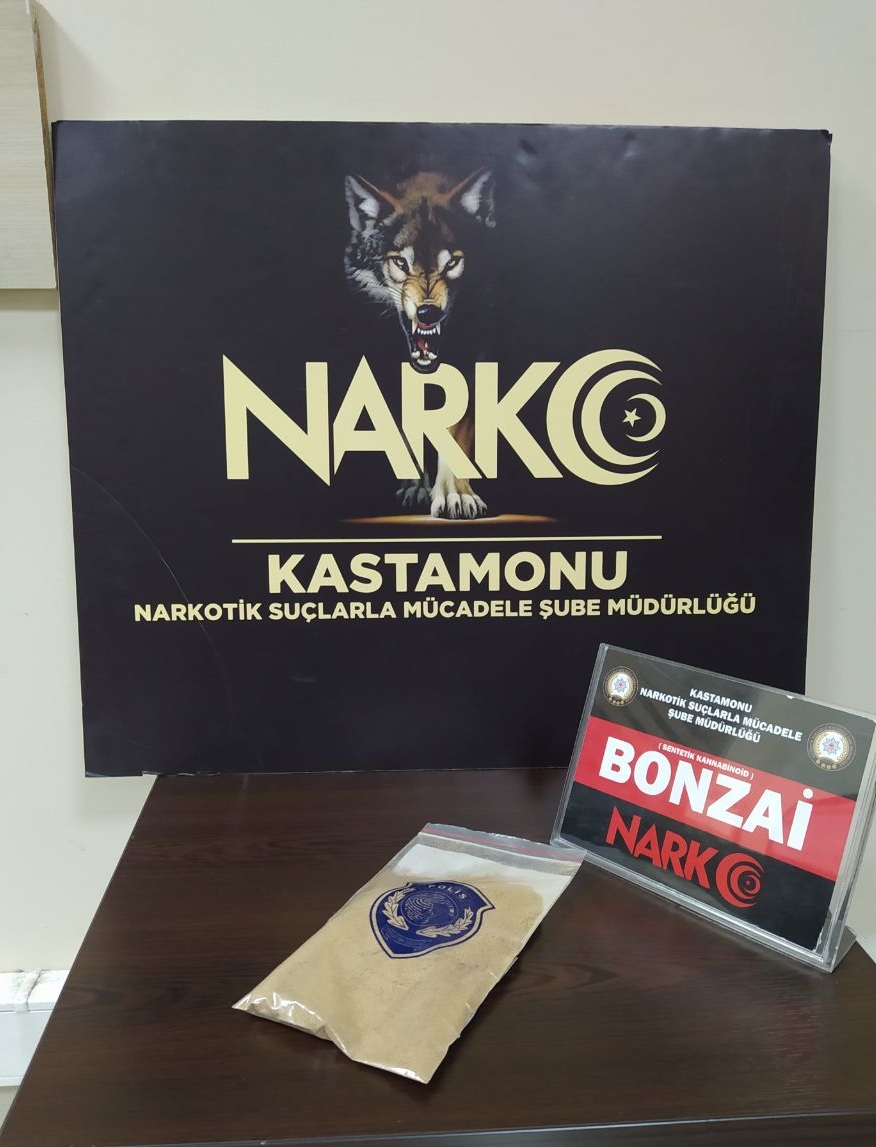 NARKO
KASTAMONU
NARKOTİK SUÇLARLA MÜCADELE ŞUBE MÜDÜRLÜĞÜ
KASTAMONU
NARKOTİK SUÇLARLA MÜCADELE
ŞUBE MÜDÜRLÜĞÜ
( SENTETİK KANNABİNOİD )
BONZAİ
NARKO
POLİS